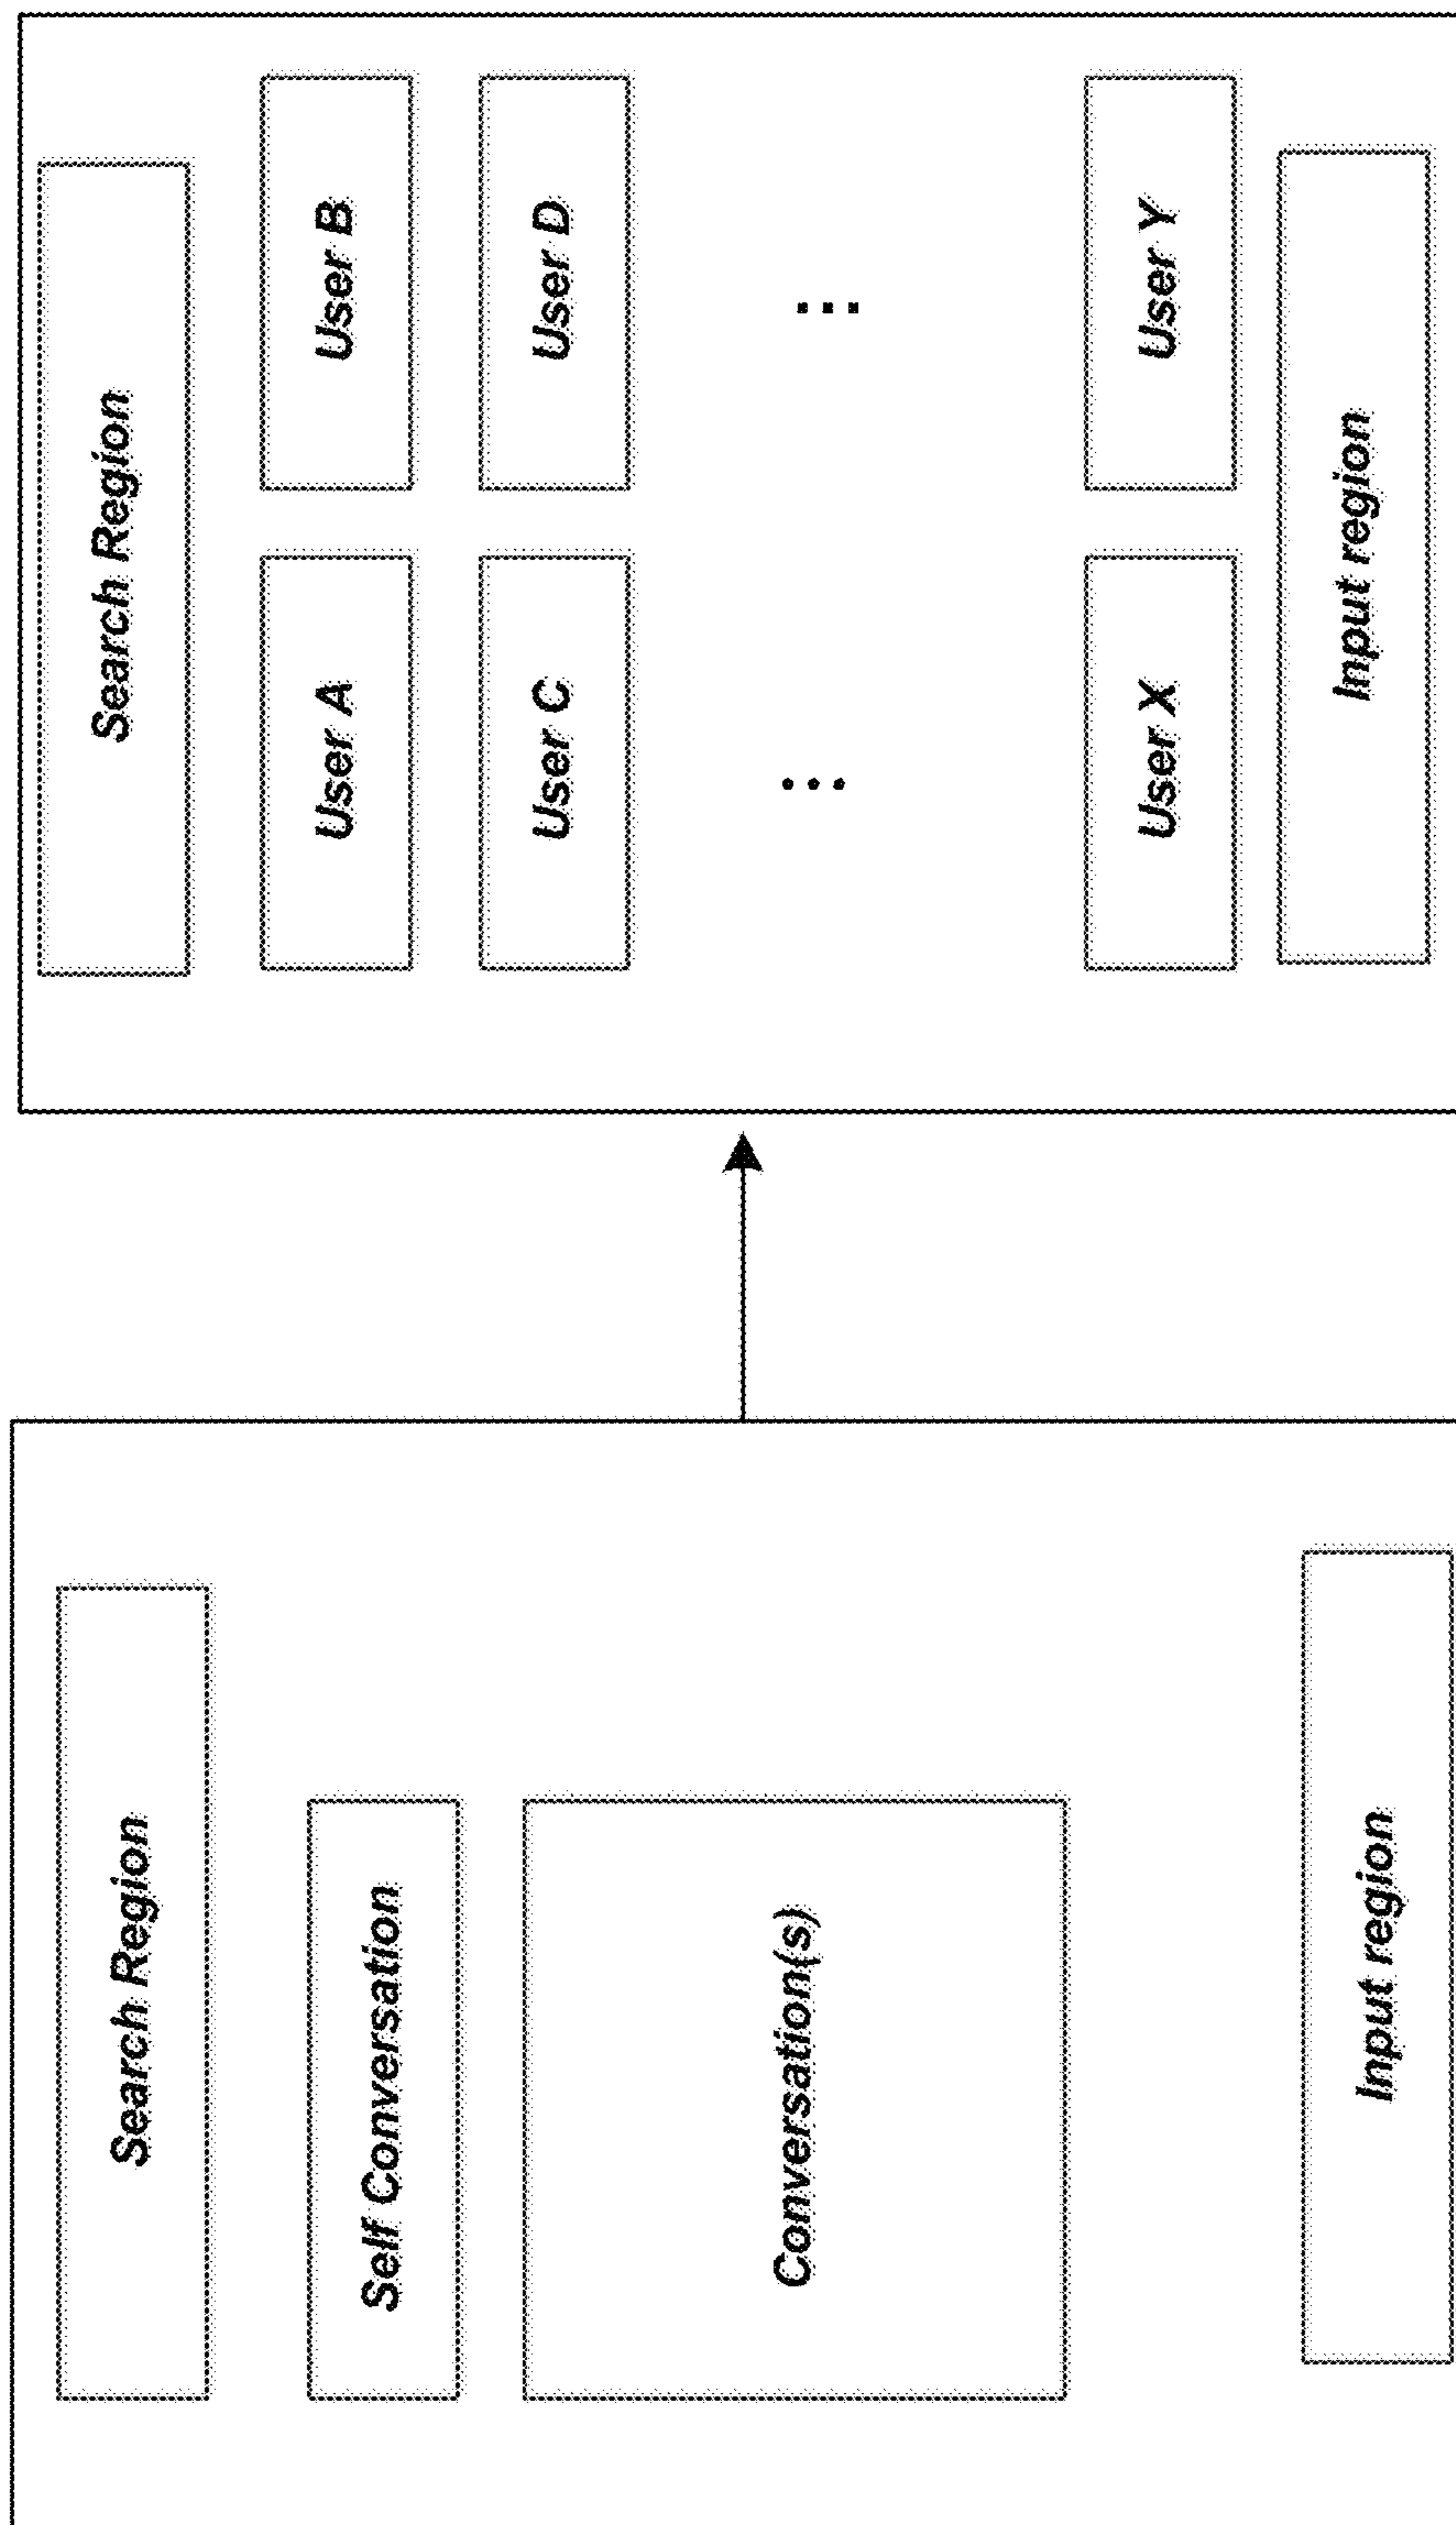 Search Region
Self Conversation
Conversation(s)
Input region
Search Region
User A
User B
User C
User D
...
...
User X
User Y
Input region